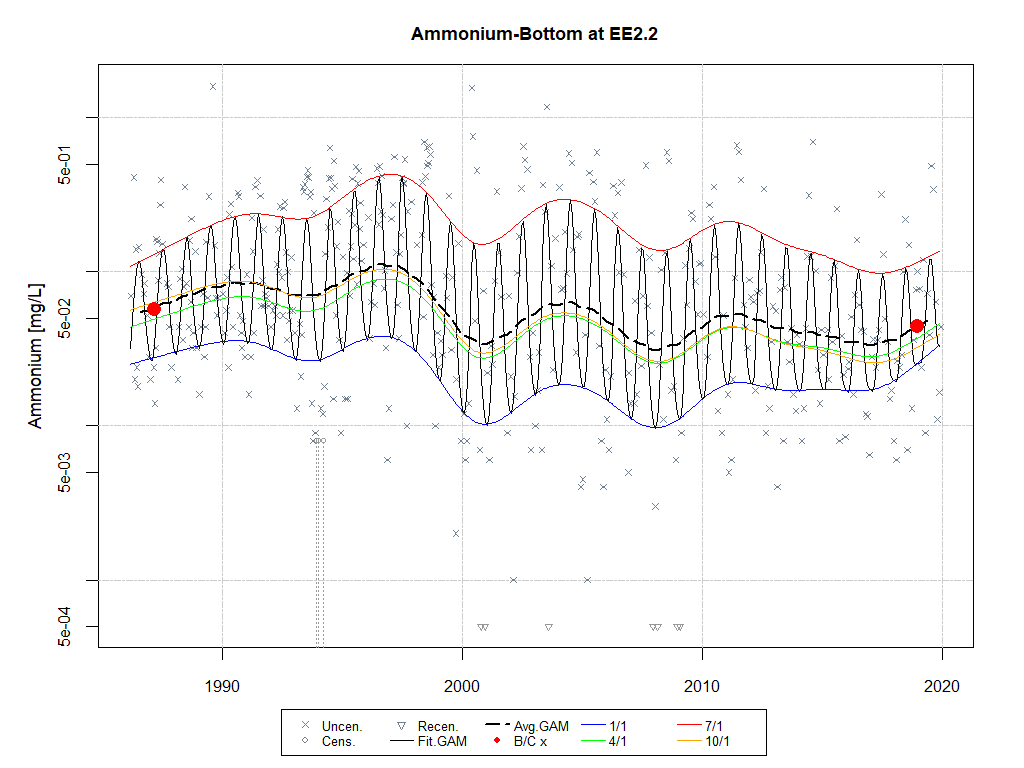 Ammonium-Bottom at EE2.2
Ammonium [mg/L]
5e-01
5e-02
5e-03
5e-04
1990 2000 2010 2020
Uncen. Recen. Avg.GAM 1/1 7/1
Cens. Fit.GAM B/C x 4/1 10/1